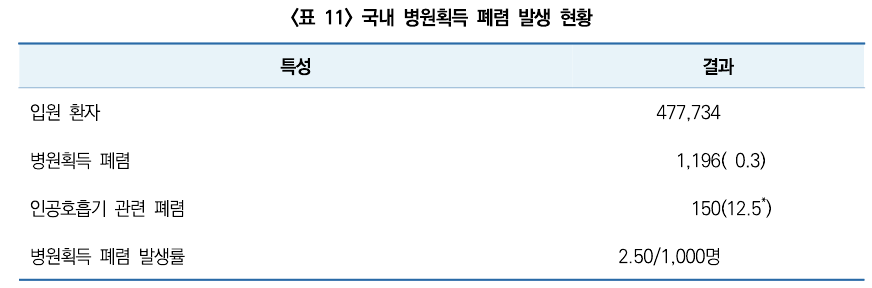 <표 11> 국내 병원획득 폐렴 발생 현황
특성 결과
입원 환자 477,734
병원획득 폐렴 1,196( 0.3)
인공호흡기 관련 폐렴 150(12.5*)
병원획득 폐렴 발생률 2.50/1,000명